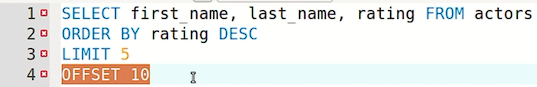 1 SELECT first_name, last_name, rating FROM actors
2 ORDER BY rating DESC
3 LIMIT 5
4 OFFSET 10